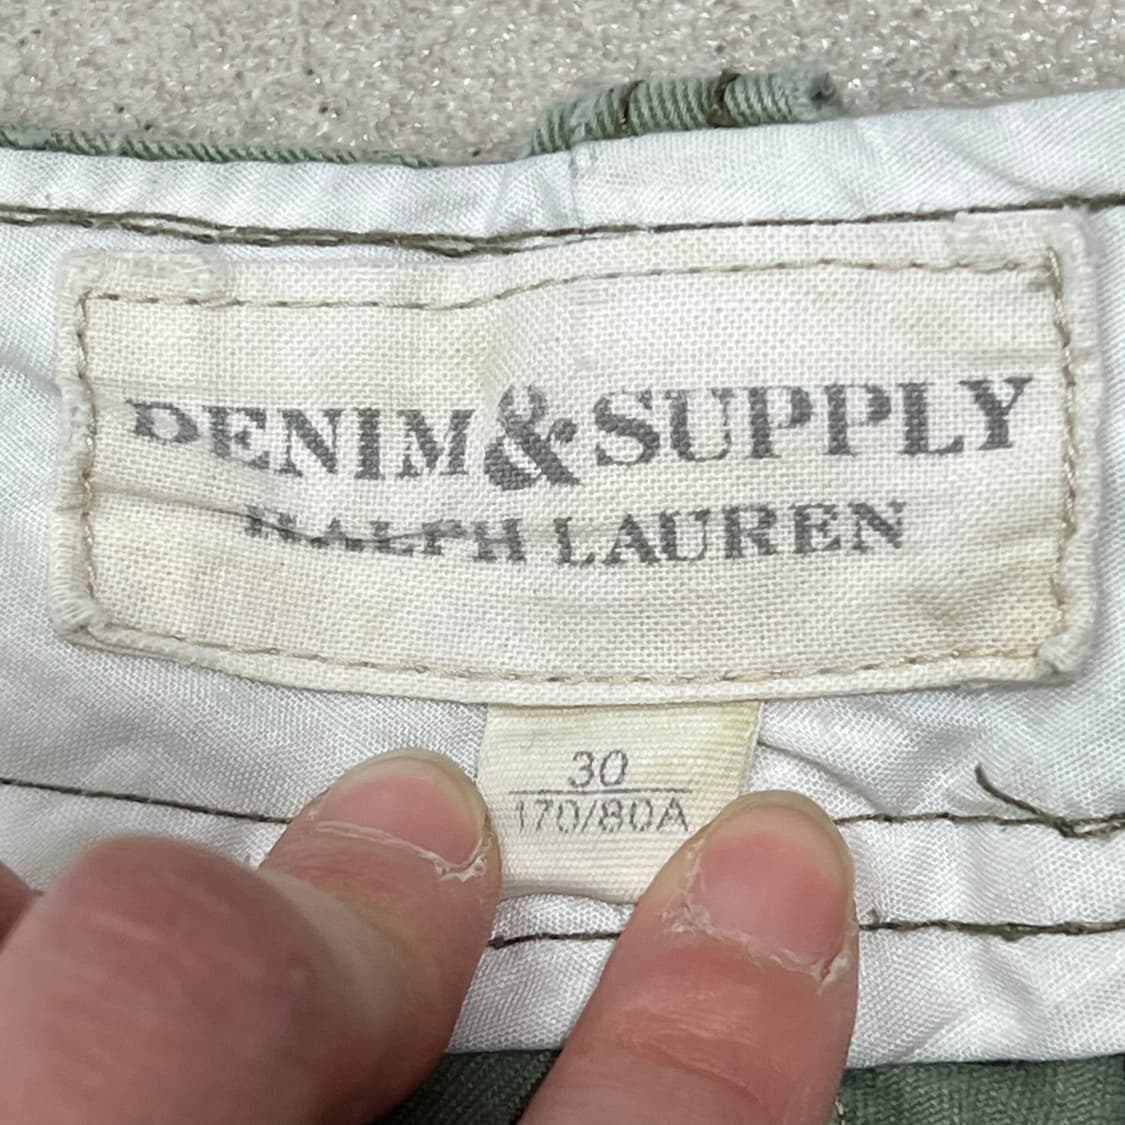 DENIM & SUPPLY
RALPH LAUREN
30
170/80A